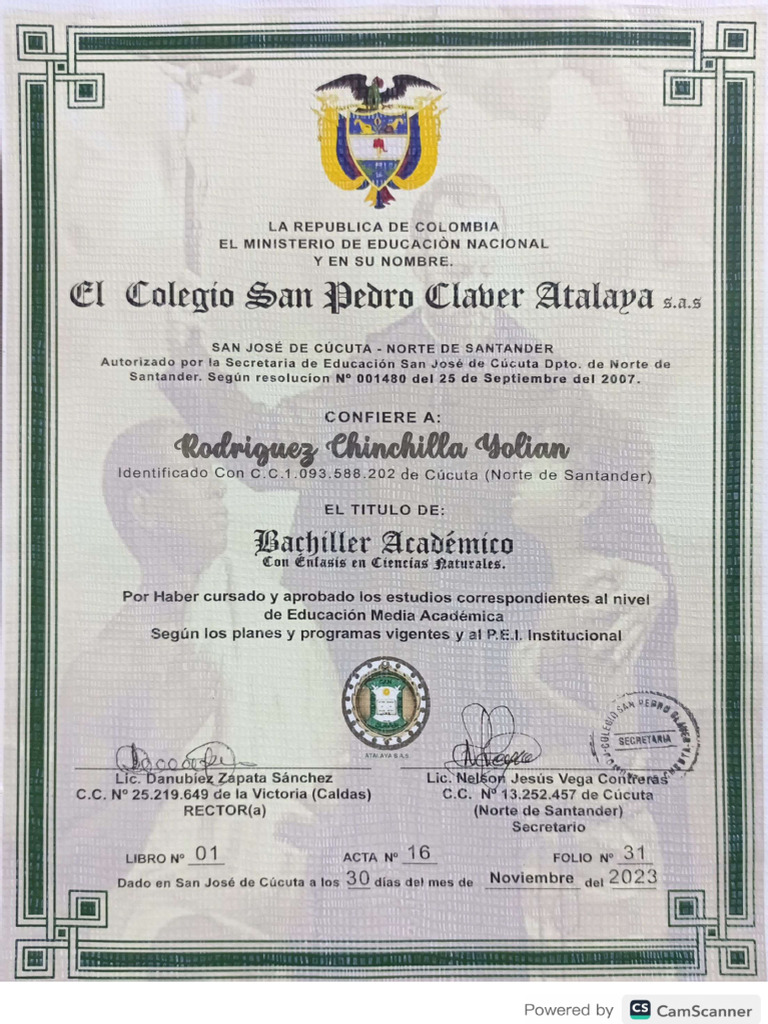 LA REPUBLICA DE COLOMBIA
EL MINISTERIO DE EDUCACIÒN NACIONAL
Y EN SU NOMBRE.
El Colegio San Pedro Claver Atalaya s.a.s
SAN JOSÉ DE CÚCUTA - NORTE DE SANTANDER
Autorizado por la Secretaria de Educación San José de Cúcuta Dpto. de Norte de
Santander. Según resolucion Nº 001480 del 25 de Septiembre del 2007.
CONFIERE A:
Rodriguez Chinchilla Yolian
Identificado Con C.C.1.093.588.202 de Cúcuta (Norte de Santander)
EL TITULO DE:
Bachiller Académico
Con Énfasis en Ciencias Naturales.
Por Haber cursado y aprobado los estudios correspondientes al nivel
de Educación Media Académica
Según los planes y programas vigentes y al P.E.I. Institucional
ATALAYA S.A.S
COLEGIO SAN PEDRO CLAVER
SECRETARIA
Lic. Danubiez Zapata Sánchez
C.C. Nº 25.219.649 de la Victoria (Caldas)
RECTOR(a)
Lic. Nelson Jesús Vega Contreras
C.C. Nº 13.252.457 de Cúcuta
(Norte de Santander)
Secretario
LIBRO Nº 01 ACTA Nº 16 FOLIO Nº 31
Dado en San José de Cúcuta a los 30 días del mes de Noviembre del 2023
Powered by CS CamScanner